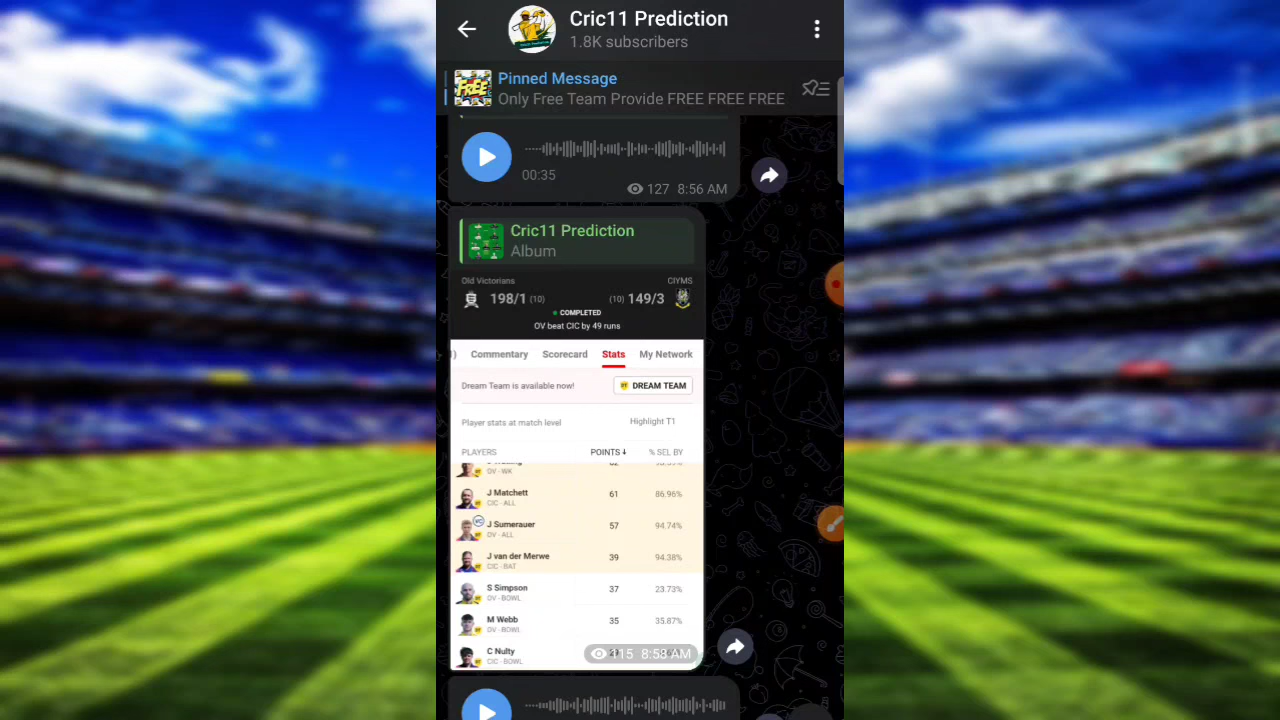 Cric11 Prediction
1.8K subscribers
Pinned Message
FREE
Only Free Team Provide FREE FREE FREE
00:35
127 8:56 AM
Cric11 Prediction
Album
Old Victorians
CIYMS
198/1 (10)
(10) 149/3
COMPLETED
OV beat CIC by 49 runs
Commentary Scorecard Stats My Network
Dream Team is available now!
DREAM TEAM
Player stats at match level
Highlight T1
PLAYERS POINTS % SEL BY
OV - WK
J Matchett 61 86.96%
CIC - ALL
J Sumerauer 57 94.74%
OV - ALL
J van der Merwe 39 94.38%
CIC - BAT
S Simpson 37 23.73%
OV - BOWL
M Webb 35 35.87%
OV - BOWL
C Nulty
CIC - BOWL
115 8:58 AM